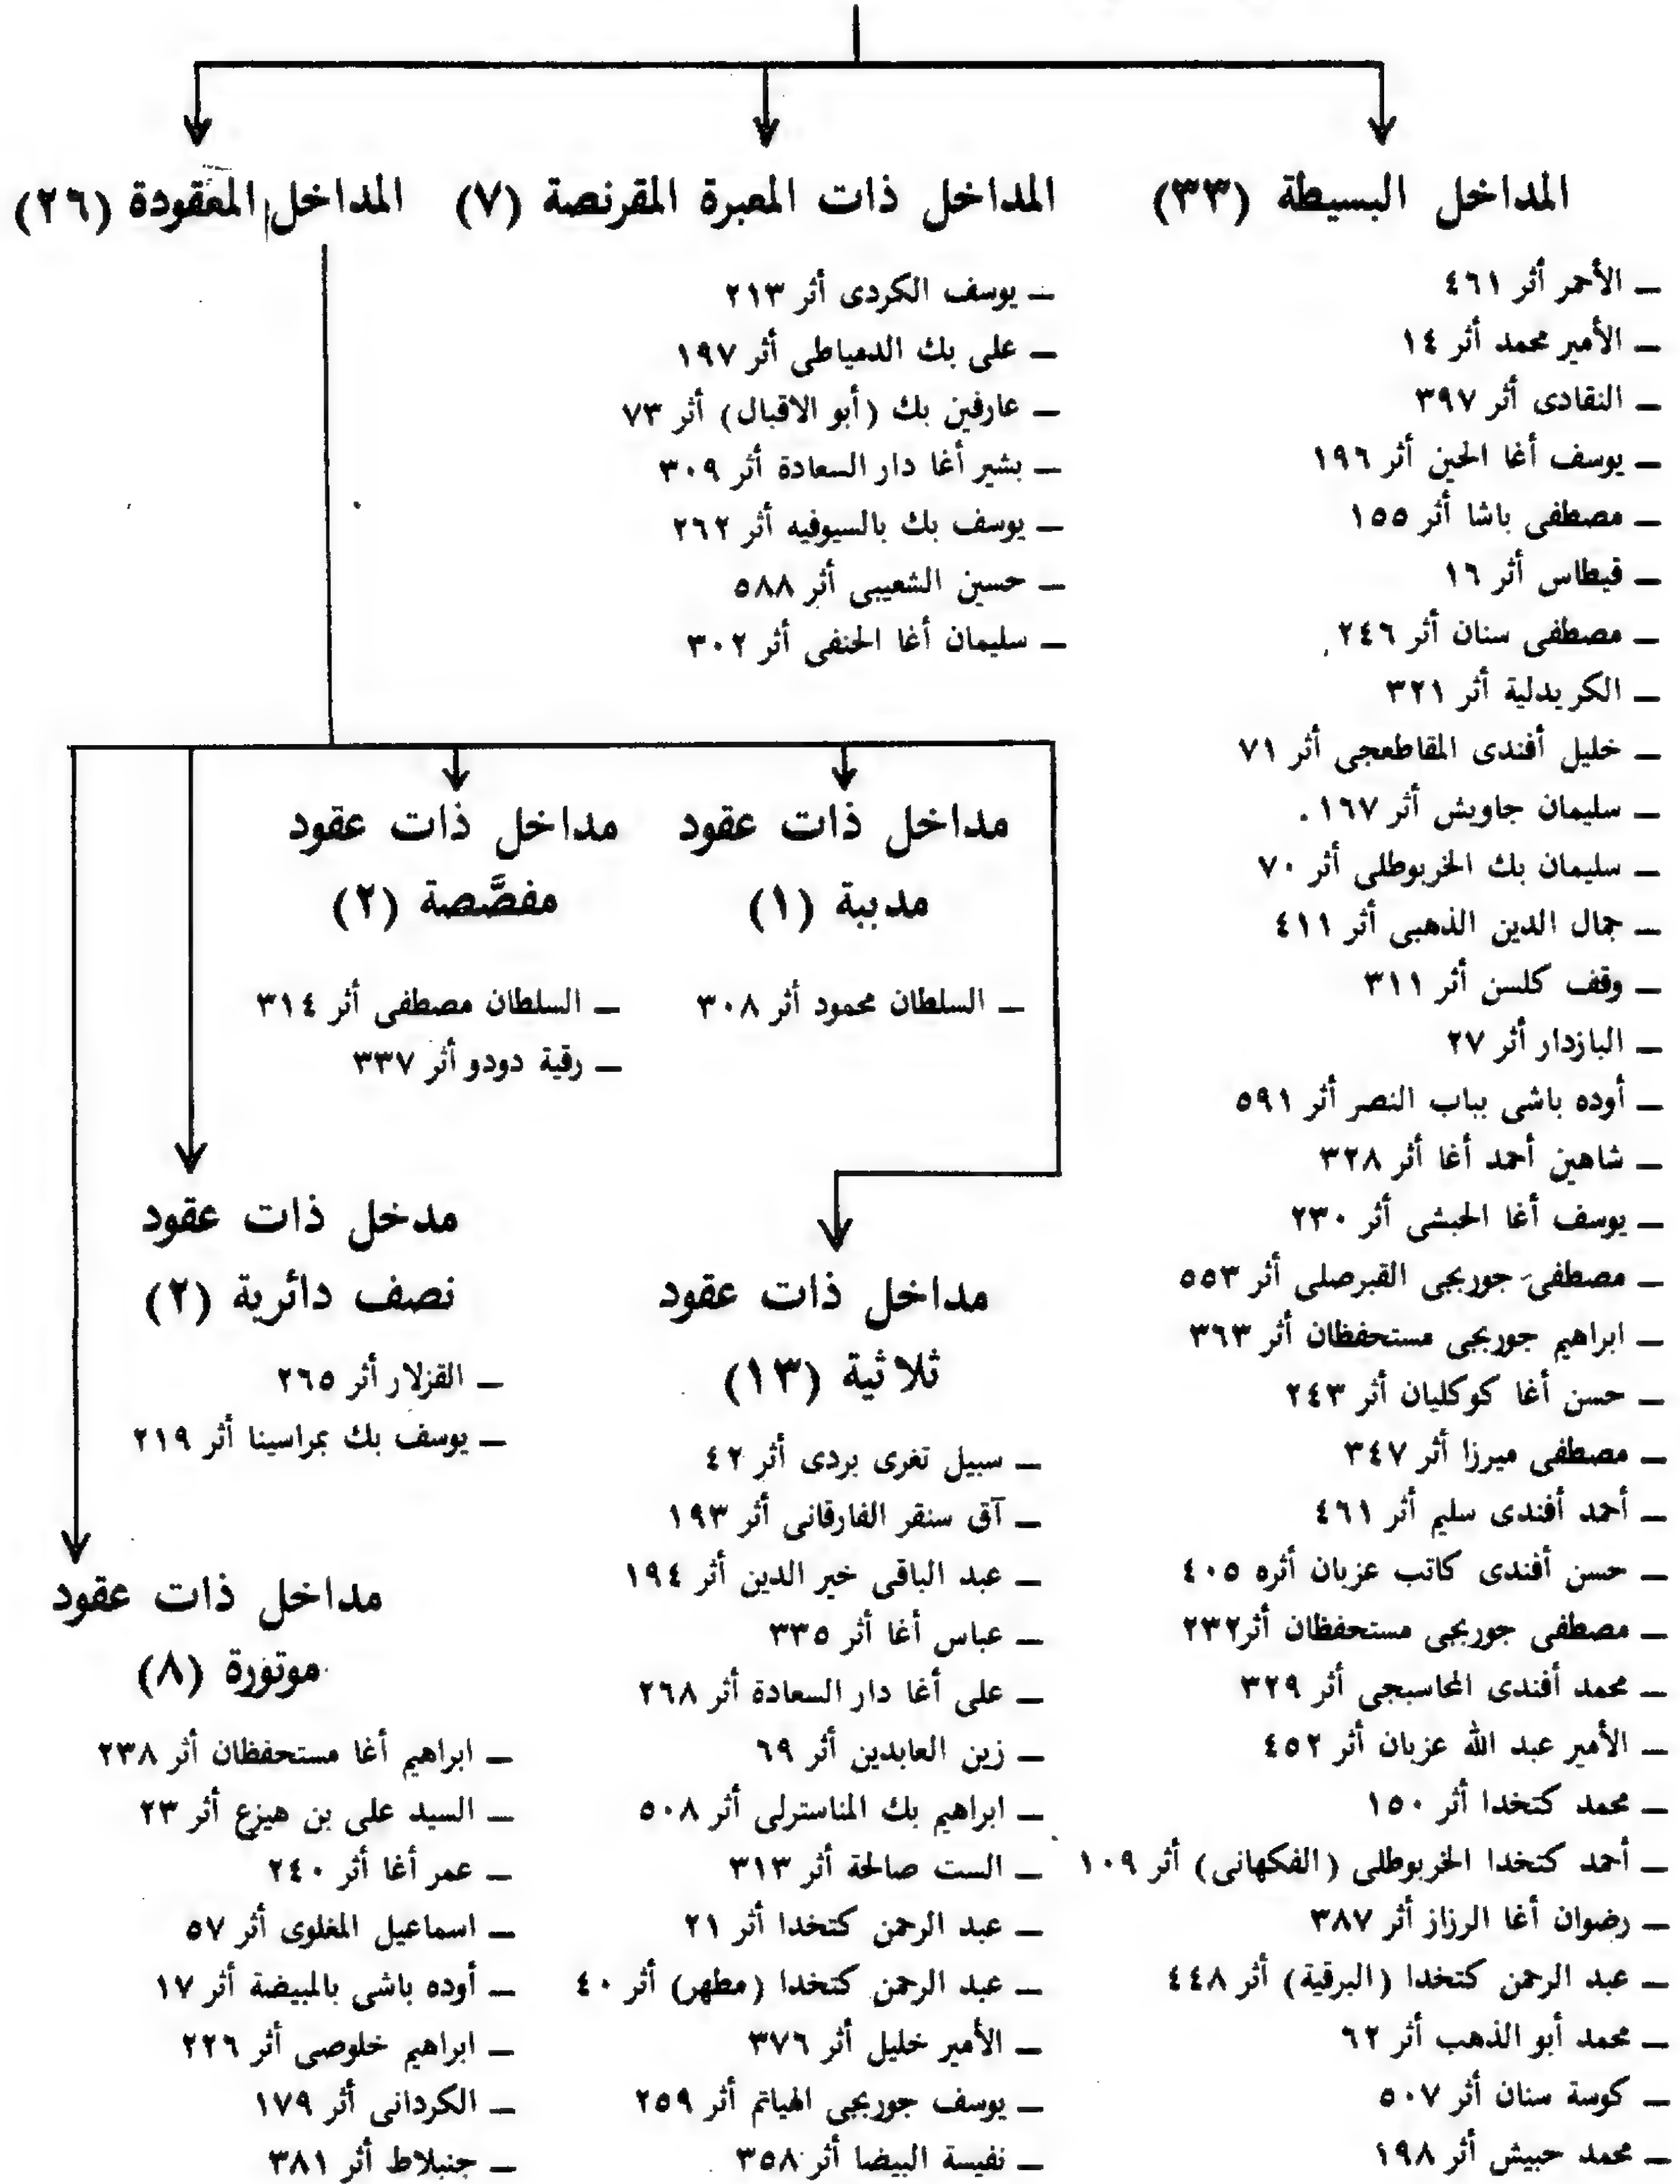 المداخل البسيطة (٣٣)
ـ الأحمر أثر ٤٦١
ـ الأمير محمد أثر ١٤
ـ النقادى أثر ٣٩٧
ـ يوسف أغا الحين أثر ١٩٦
ـ مصطفى باشا أثر ١٥٥
ـ قيطاس أثر ١٦
ـ مصطفى سنان أثر ٢٤٦
ـ الكريدلية أثر ٣٢١
ـ خليل أفندى المقاطعجى أثر ٧١
ـ سليمان جاويش أثر ١٦٧.
ـ سليمان بك الخربوطلى أثر ٧٠
ـ جمال الدين الذهبى أثر ٤١١
ـ وقف كلسن أثر ٣١١
ـ البازدار أثر ٢٧
ـ أوده باشى بباب النصر أثر ٥٩١
ـ شاهين أحمد أغا أثر ٣٢٨
ـ يوسف أغا الحبشى أثر ٢٣٠
ـ مصطفى جوربجى القبرصلى أثر ٥٥٣
ـ ابراهيم جوربجى مستحفظان أثر ٣٦٣
ـ حسن أغا كوكليان أثر ٢٤٣
ـ مصطفى ميرزا أثر ٣٤٧
ـ أحمد أفندى سليم أثر ٤٦١
ـ حسن أفندى كاتب عزبان أثره ٤٠٥
ـ مصطفى جوربجى مستحفظان أثر٢٣٢
ـ محمد أفندى المحاسبجى أثر ٣٢٩
ـ الأمير عبد الله عزبان أثر ٤٥٢
ـ محمد كتخدا أثر ١٥٠
ـ أحمد كتخدا الخربوطلى (الفكهانى) أثر ١٠٩
ـ رضوان أغا الرزاز أثر ٣٨٧
ـ عبد الرحمن كتخدا (البرقية) أثر ٤٤٨
ـ محمد أبو الذهب أثر ٦٢
ـ كوسة سنان أثر ٥٠٧
ـ محمد حبيش أثر ١٩٨
المداخل ذات المعبرة المقرنصة (٧)
ـ يوسف الكردى أثر ٢١٣
ـ على بك الدمياطى أثر ١٩٧
ـ عارفين بك (أبو الاقبال) أثر ٧٣
ـ بشير أغا دار السعادة أثر ٣٠٩
ـ يوسف بك بالسيوفيه أثر ٢٦٢
ـ حسين الشعيبى أثر ٥٨٨
ـ سليمان أغا الحنفى أثر ٣٠٢
المداخل المعقودة (٢٦)
مداخل ذات عقود
مدببة (١)
ـ السلطان محمود أثر ٣٠٨
مداخل ذات عقود
مفصَّصة (٢)
ـ السلطان مصطفى أثر ٣١٤
ـ رقية دودو أثر ٣٣٧
مداخل ذات عقود
ثلاثية (١٣)
ـ سبيل تغرى بردى أثر ٤٢
ـ آق سنقر الفارقانى أثر ١٩٣
ـ عبد الباقى خير الدين أثر ١٩٤
ـ عباس أغا أثر ٣٣٥
ـ على أغا دار السعادة أثر ٢٦٨
ـ زين العابدين أثر ٦٩
ـ ابراهيم بك المناسترلى أثر ٥٠٨
ـ الست صالحة أثر ٣١٣
ـ عبد الرحمن كتخدا أثر ٢١
ـ عبد الرحمن كتخدا (مطهر) أثر ٤٠
ـ الأمير خليل أثر ٣٧٦
ـ يوسف جوربجى الهياتم أثر ٢٥٩
ـ نفيسة البيضا أثر ٣٥٨
مدخل ذات عقود
نصف دائرية (٢)
ـ القزلار أثر ٢٦٥
ـ يوسف بك بمراسينا أثر ٢١٩
مداخل ذات عقود
موتورة (٨)
ـ ابراهيم أغا مستحفظان أثر ٢٣٨
ـ السيد على بن هيزع أثر ٢٣
ـ عمر أغا أثر ٢٤٠
ـ اسماعيل المغلوى أثر ٥٧
ـ أوده باشى بالمبيضة أثر ١٧
ـ ابراهيم خلوصى أثر ٢٢٦
ـ الكردانى أثر ١٧٩
ـ جنبلاط أثر ٣٨١